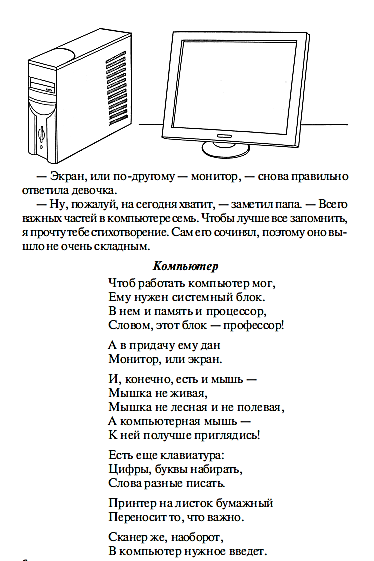 — Экран, или по-другому — монитор, — снова правильно
ответила девочка.
— Ну, пожалуй, на сегодня хватит, — заметил папа. — Всего
важных частей в компьютере семь. Чтобы лучше все запомнить,
я прочту тебе стихотворение. Сам его сочинял, поэтому оно вы-
шло не очень складным.
Компьютер
Чтоб работать компьютер мог,
Ему нужен системный блок.
В нем и память и процессор,
Словом, этот блок — профессор!
А в придачу ему дан
Монитор, или экран.
И, конечно, есть и мышь —
Мышка не живая,
Мышка не лесная и не полевая,
А компьютерная мышь —
К ней получше приглядись!
Есть еще клавиатура:
Цифры, буквы набирать,
Слова разные писать.
Принтер на листок бумажный
Переносит то, что важно.
Сканер же, наоборот,
В компьютер нужное введет.